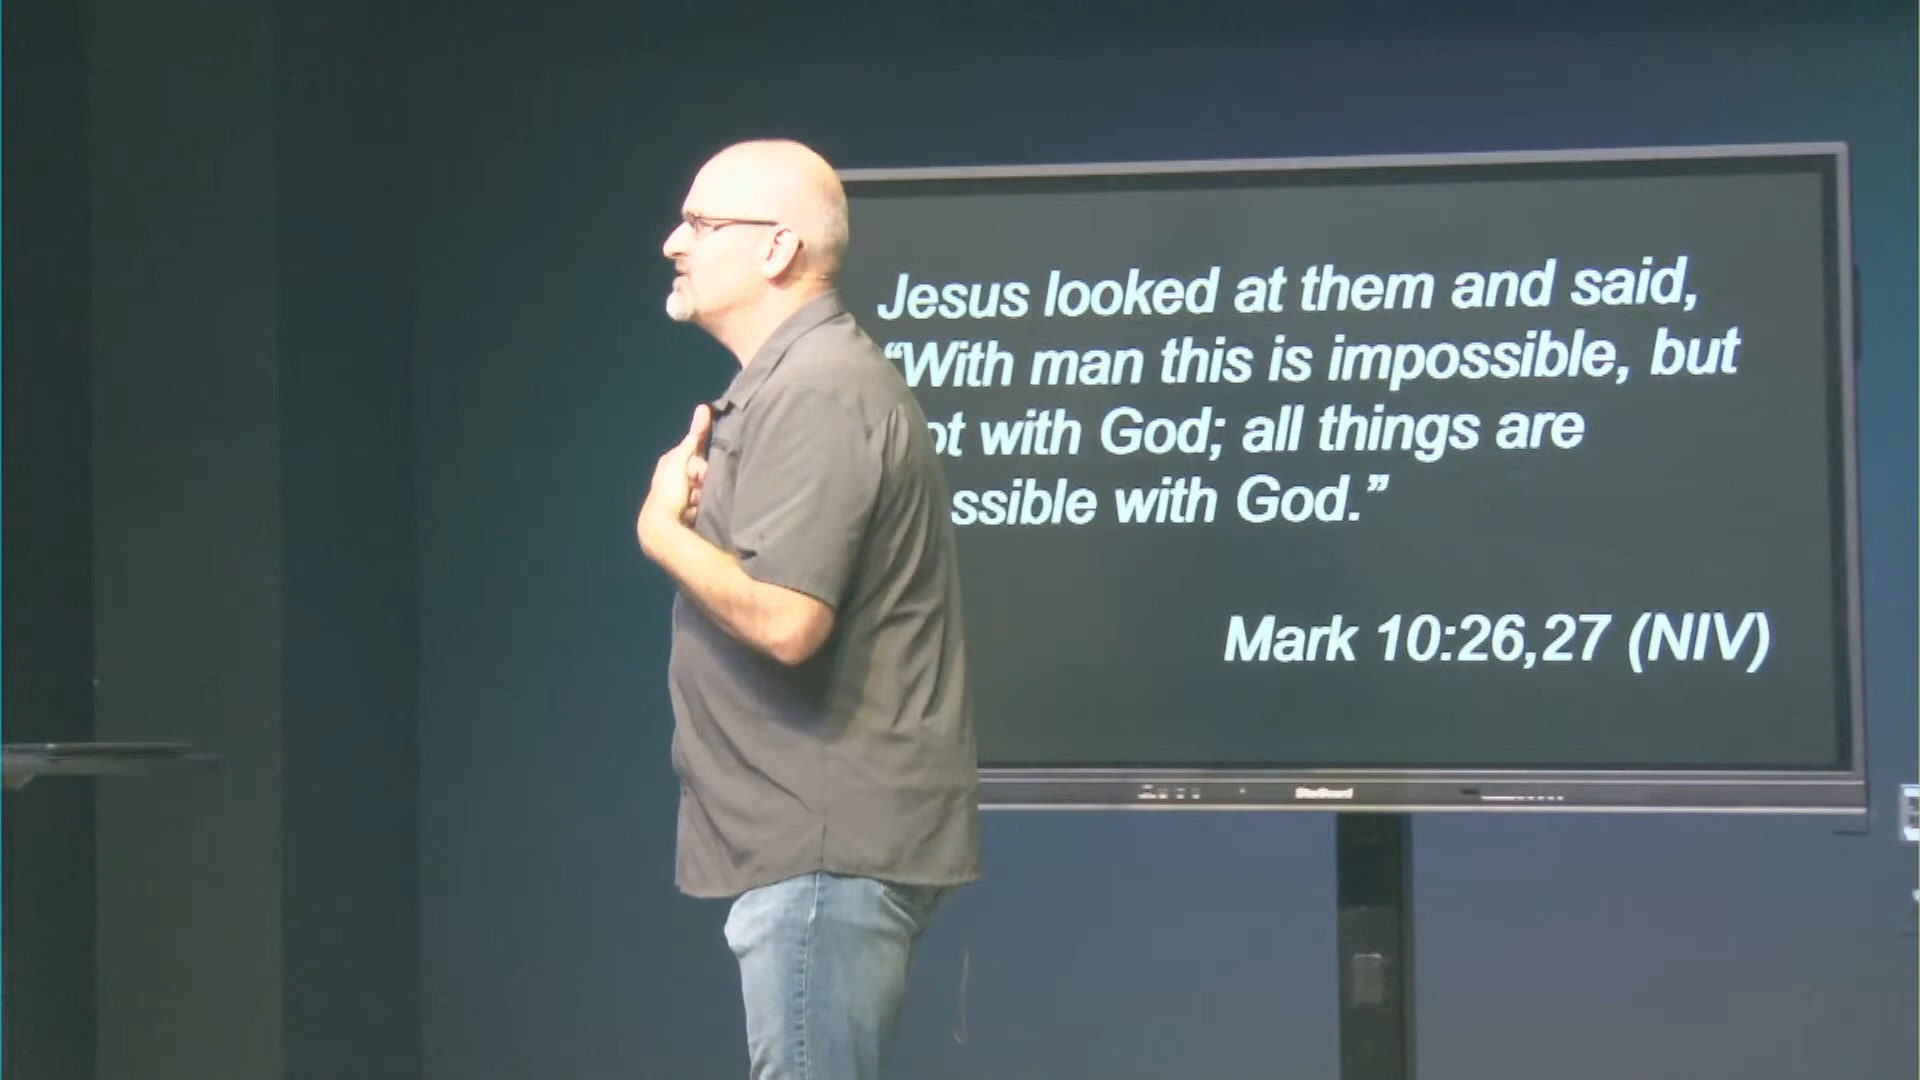 Jesus looked at them and said,
“With man this is impossible, but
ot with God; all things are
ssible with God.”
Mark 10:26,27 (NIV)
StarBoard